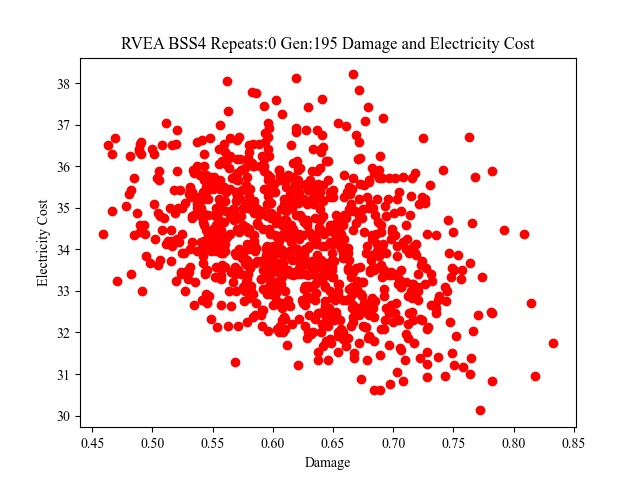 RVEA BSS4 Repeats:0 Gen:195 Damage and Electricity Cost
38
37
36
35
34
33
32
31
30
Electricity Cost
0.45 0.50 0.55 0.60 0.65 0.70 0.75 0.80 0.85
Damage